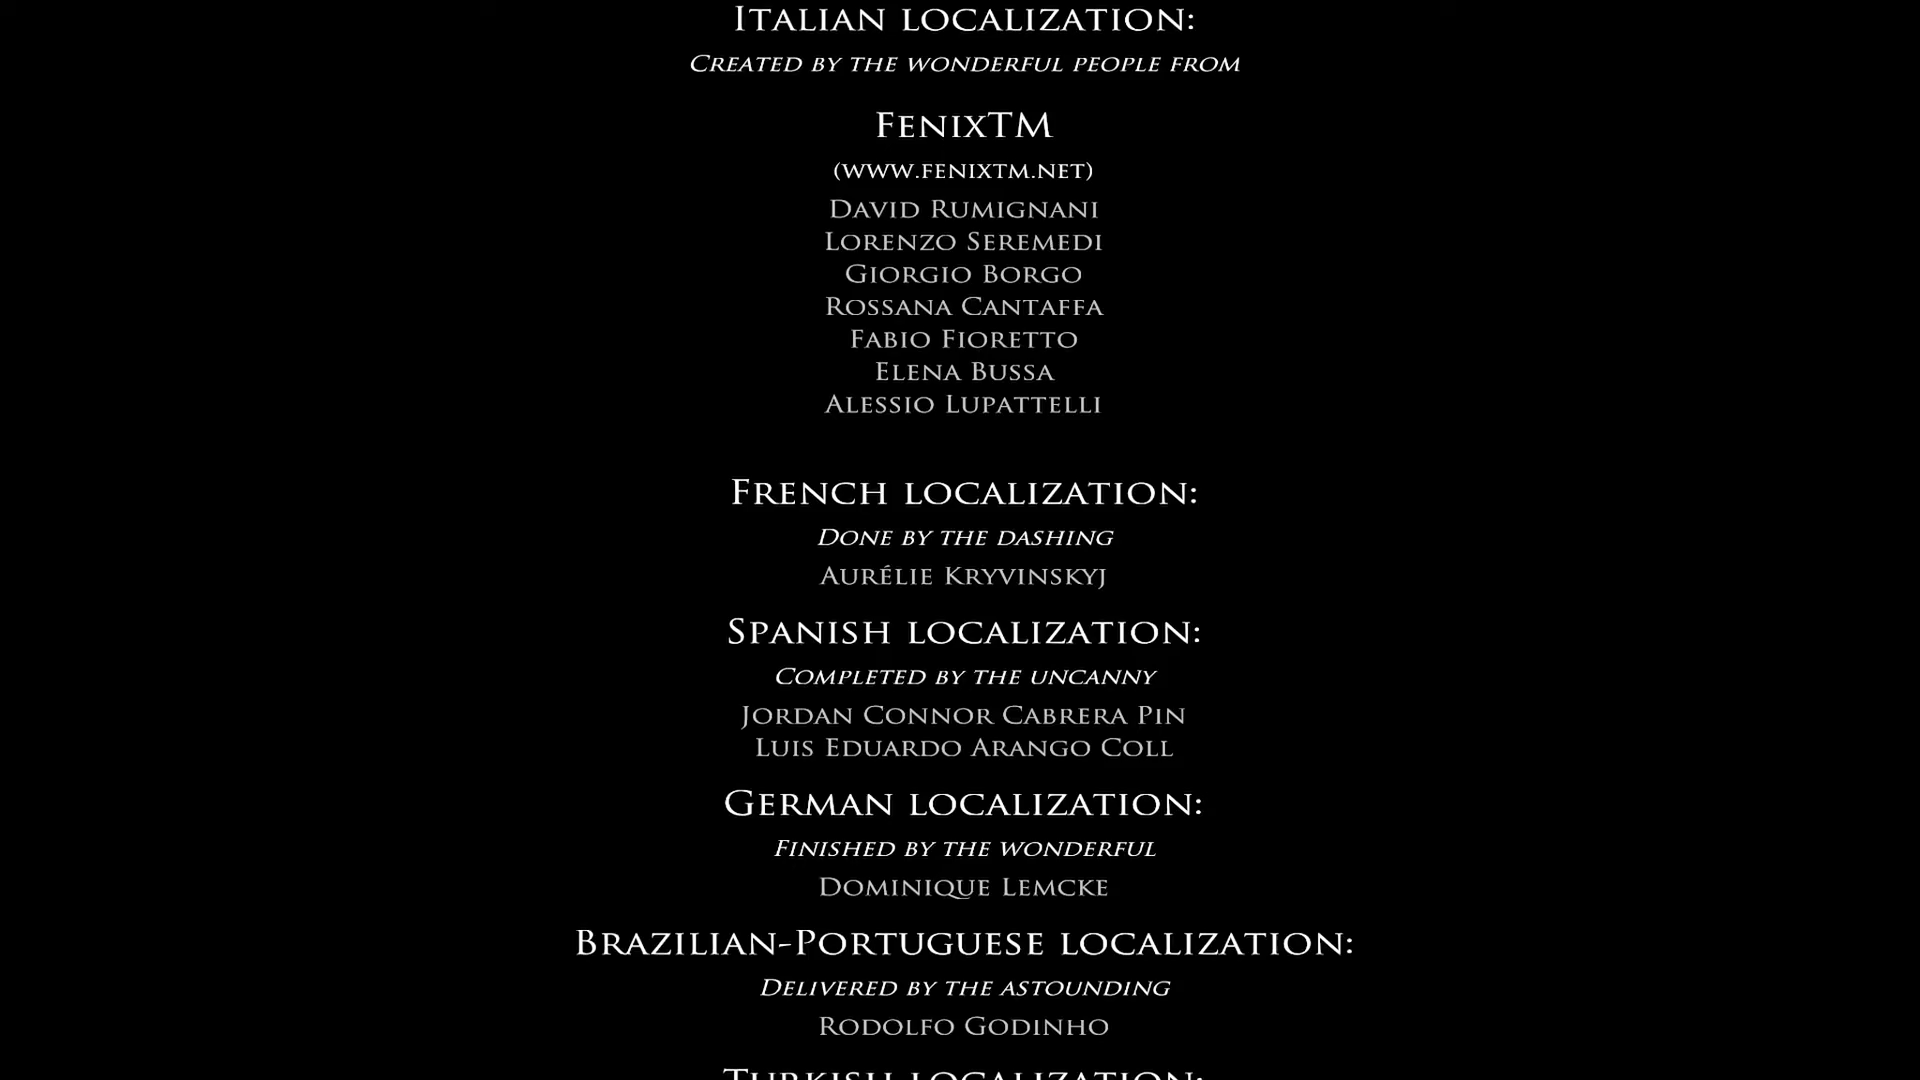 Italian localization:
Created by the wonderful people from
FenixTM
(www.fenixtm.net)
David Rumignani
Lorenzo Seremedi
Giorgio Borgo
Rossana Cantaffa
Fabio Fioretto
Elena Bussa
Alessio Lupattelli
French localization:
Done by the dashing
Aurélie Kryvinskyj
Spanish localization:
Completed by the uncanny
Jordan Connor Cabrera Pin
Luis Eduardo Arango Coll
German localization:
Finished by the wonderful
Dominique Lemcke
Brazilian-Portuguese localization:
Delivered by the astounding
Rodolfo Godinho
Turkish localization: